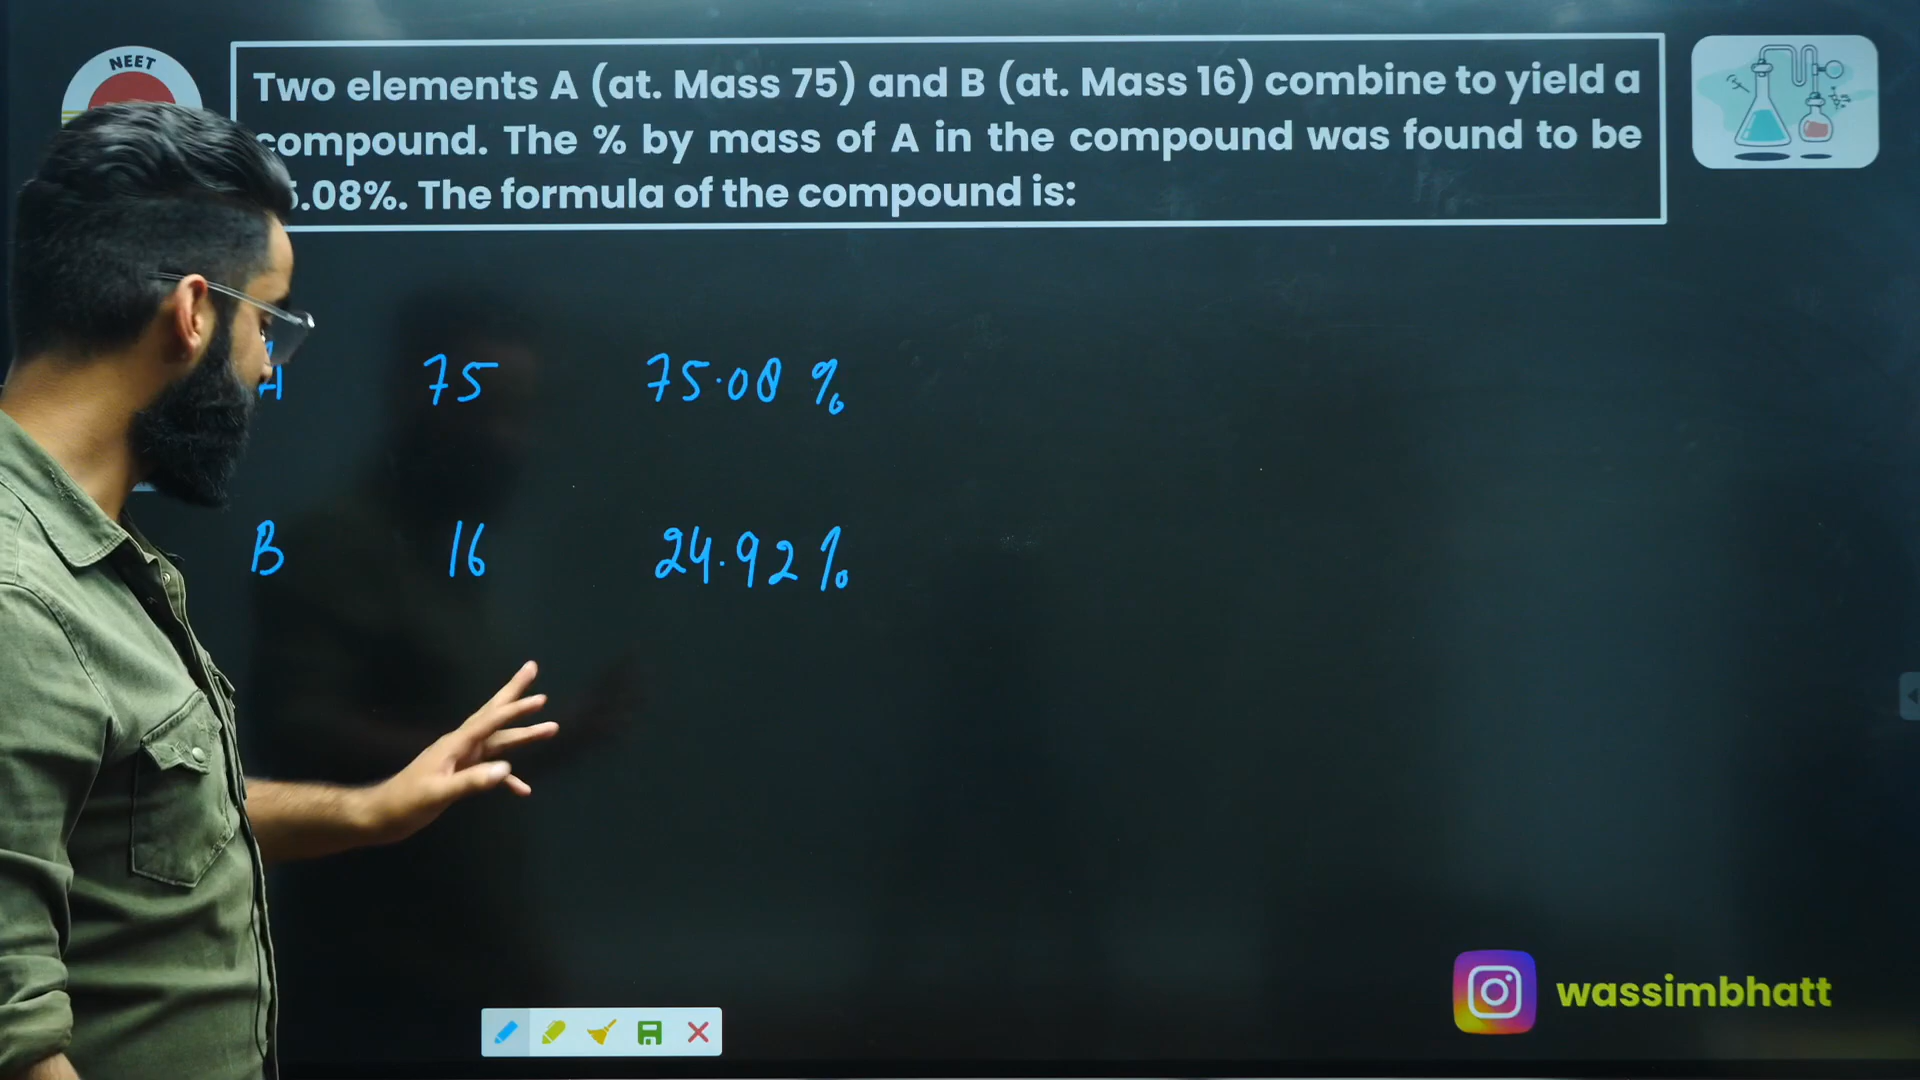 NEET
Two elements A (at. Mass 75) and B (at. Mass 16) combine to yield a
compound. The % by mass of A in the compound was found to be
5.08%. The formula of the compound is:
A 75 75.08 %
B 16 24.92 %
wassimbhatt